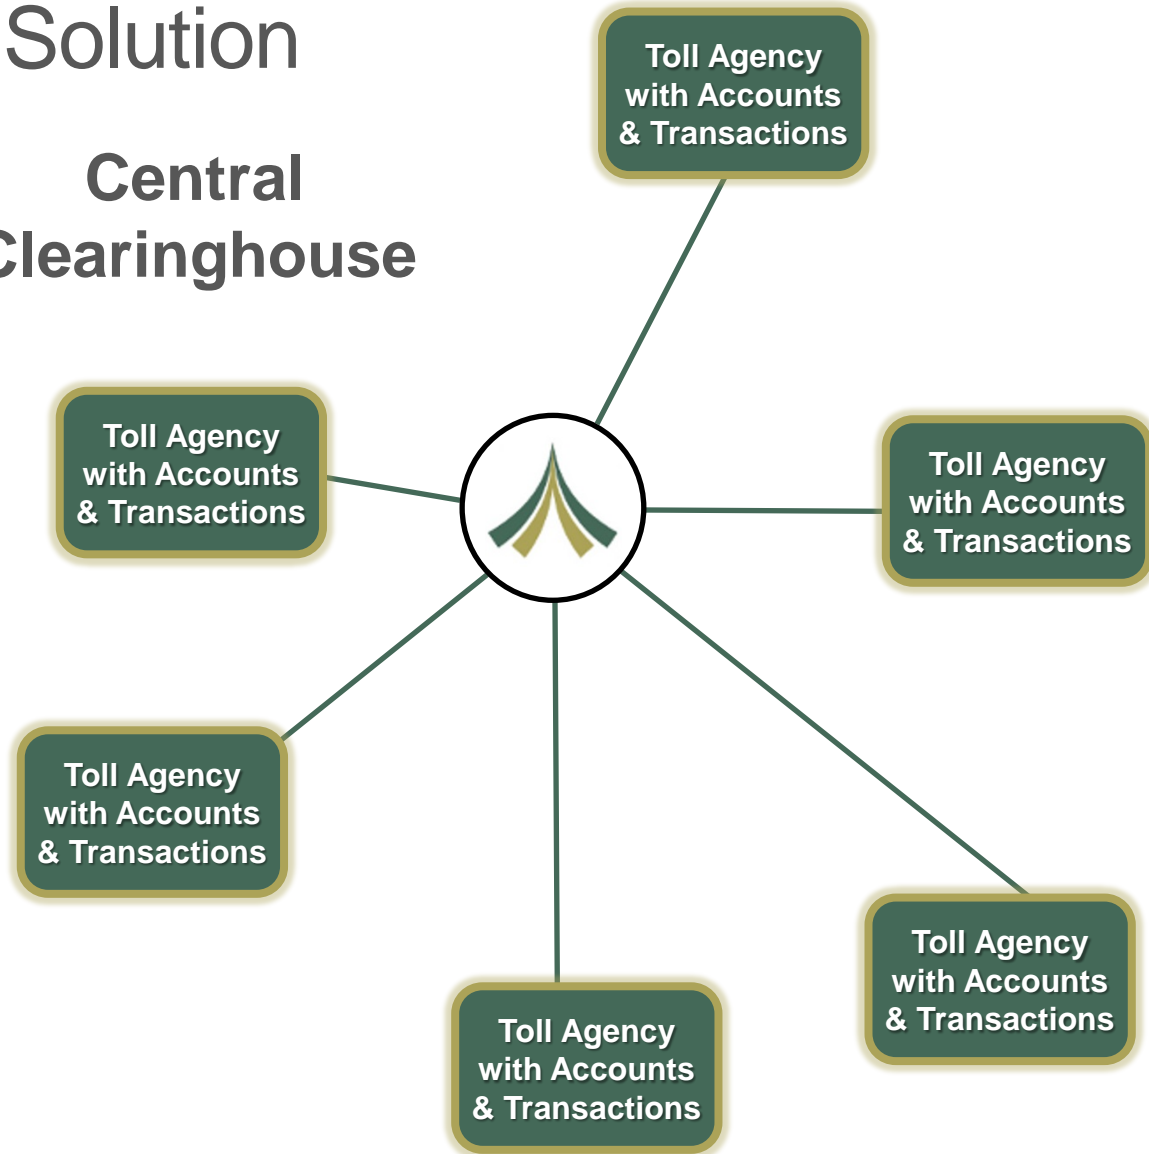 Solution
Central
Clearinghouse
Toll Agency
with Accounts
& Transactions
Toll Agency
with Accounts
& Transactions
Toll Agency
with Accounts
& Transactions
Toll Agency
with Accounts
& Transactions
Toll Agency
with Accounts
& Transactions
Toll Agency
with Accounts
& Transactions